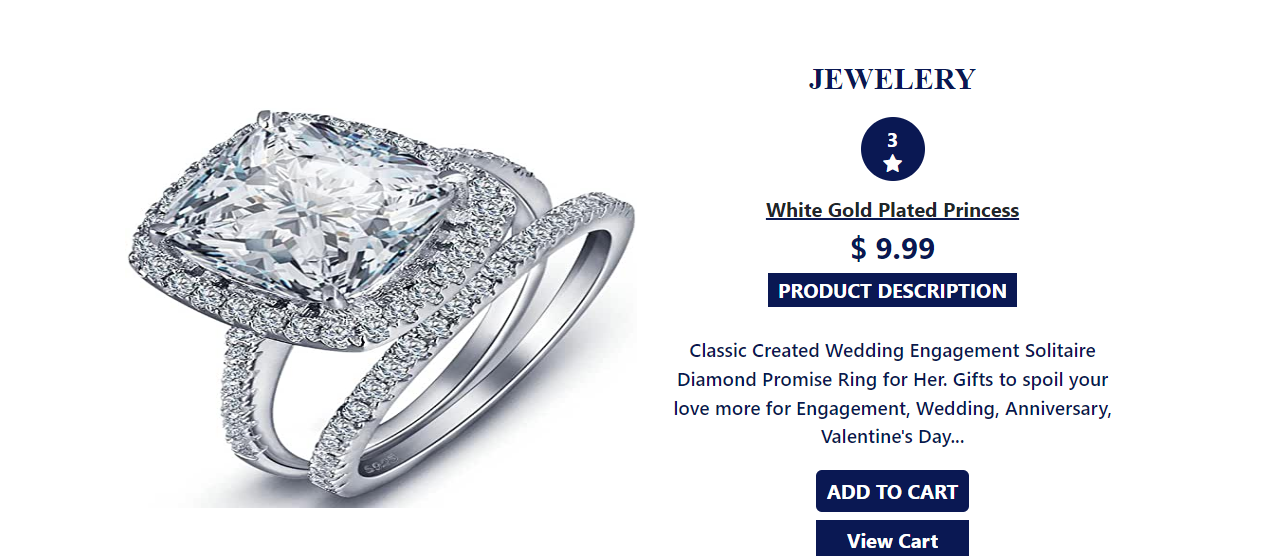 JEWELERY
3
White Gold Plated Princess
$ 9.99
PRODUCT DESCRIPTION
Classic Created Wedding Engagement Solitaire
Diamond Promise Ring for Her. Gifts to spoil your
love more for Engagement, Wedding, Anniversary,
Valentine's Day...
ADD TO CART
View Cart
S925